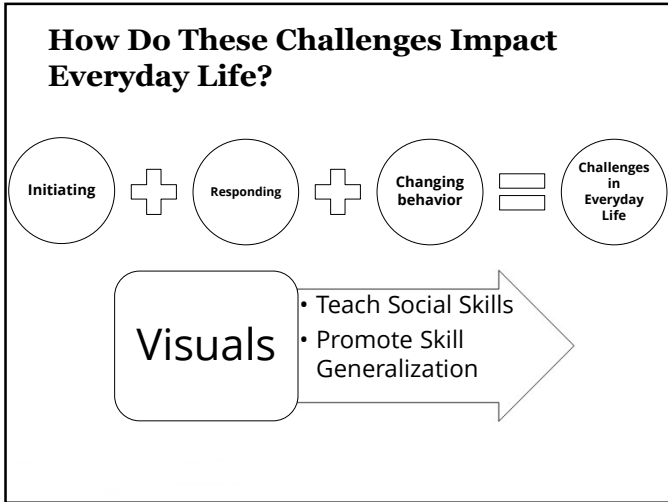 How Do These Challenges Impact
Everyday Life?
Initiating
Responding
Changing
behavior
Challenges
in
Everyday
Life
Visuals
• Teach Social Skills
• Promote Skill
Generalization